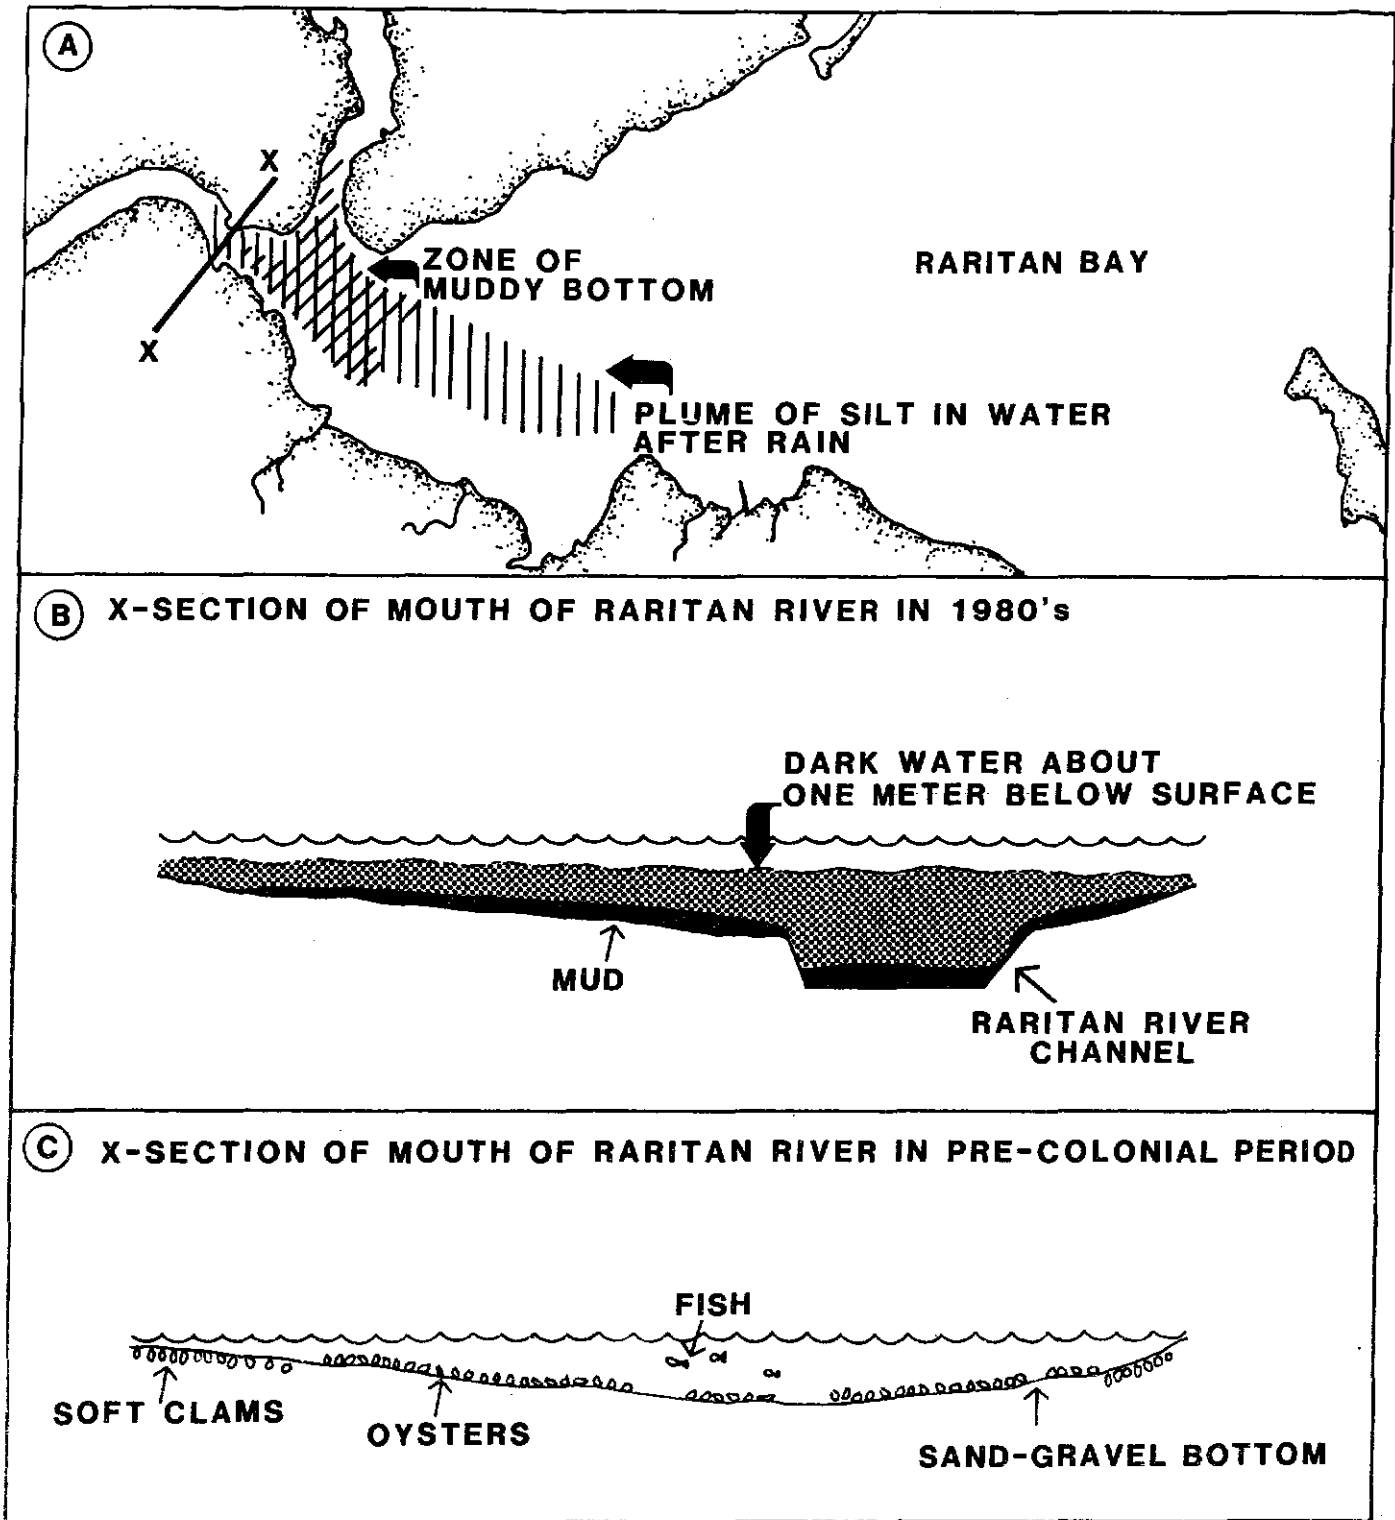 A
X
X
ZONE OF
MUDDY BOTTOM
RARITAN BAY
PLUME OF SILT IN WATER
AFTER RAIN
B X-SECTION OF MOUTH OF RARITAN RIVER IN 1980's
DARK WATER ABOUT
ONE METER BELOW SURFACE
MUD
RARITAN RIVER
CHANNEL
C X-SECTION OF MOUTH OF RARITAN RIVER IN PRE-COLONIAL PERIOD
FISH
SOFT CLAMS
OYSTERS
SAND-GRAVEL BOTTOM